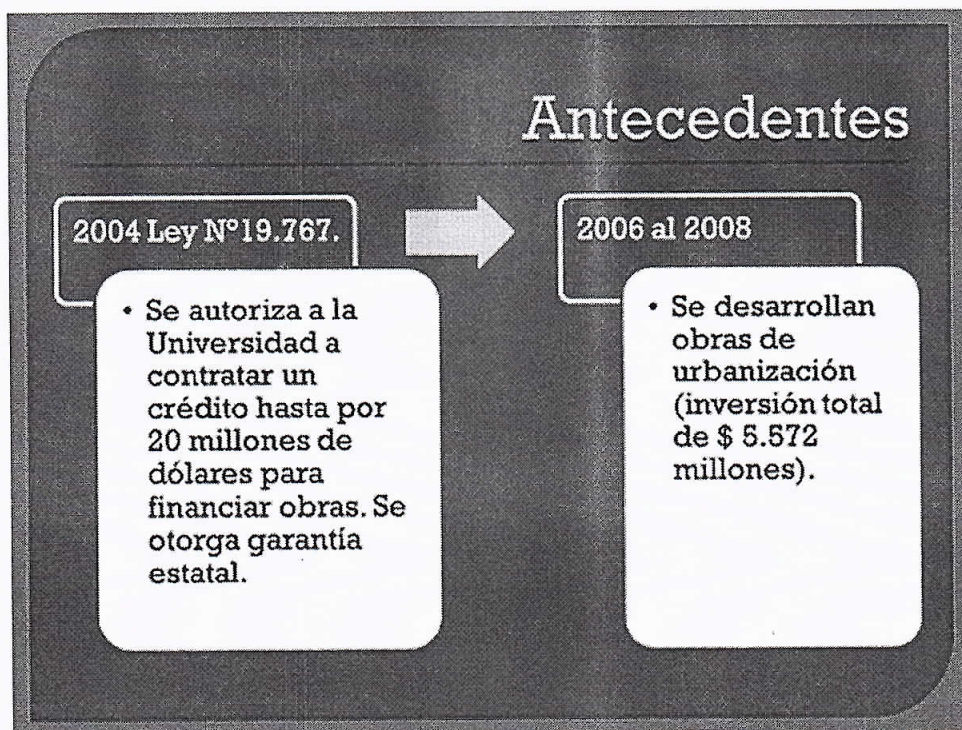 Antecedentes
2004 Ley N°19.767.
• Se autoriza a la
Universidad a
contratar un
crédito hasta por
20 millones de
dólares para
financiar obras. Se
otorga garantía
estatal.
2006 al 2008
• Se desarrollan
obras de
urbanización
(inversión total
de $ 5.572
millones).